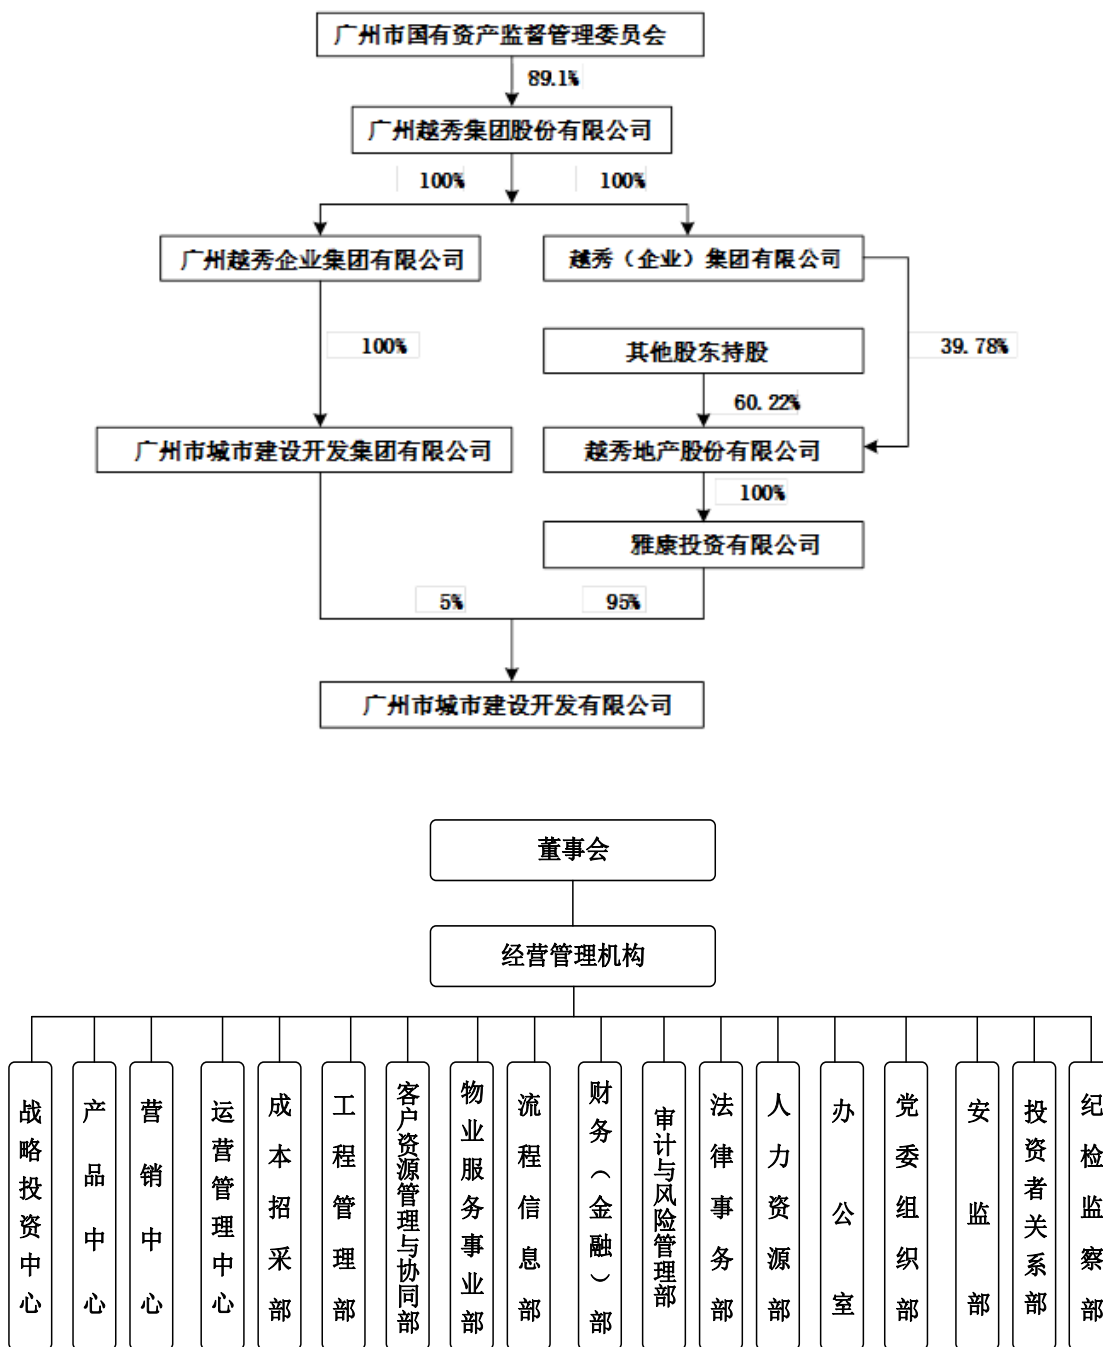 广州市国有资产监督管理委员会
89.1%
广州越秀集团股份有限公司
100%
100%
广州越秀企业集团有限公司
越秀（企业）集团有限公司
100%
其他股东持股
39.78%
60.22%
广州市城市建设开发集团有限公司
越秀地产股份有限公司
100%
雅康投资有限公司
5%
95%
广州市城市建设开发有限公司
董事会
经营管理机构
战略投资中心
产品中心
营销中心
运营管理中心
成本招采部
工程管理部
客户资源管理与协同部
物业服务事业部
流程信息部
财务（金融）部
审计与风险管理部
法律事务部
人力资源部
办公室
党委组织部
安监部
投资者关系部
纪检监察部